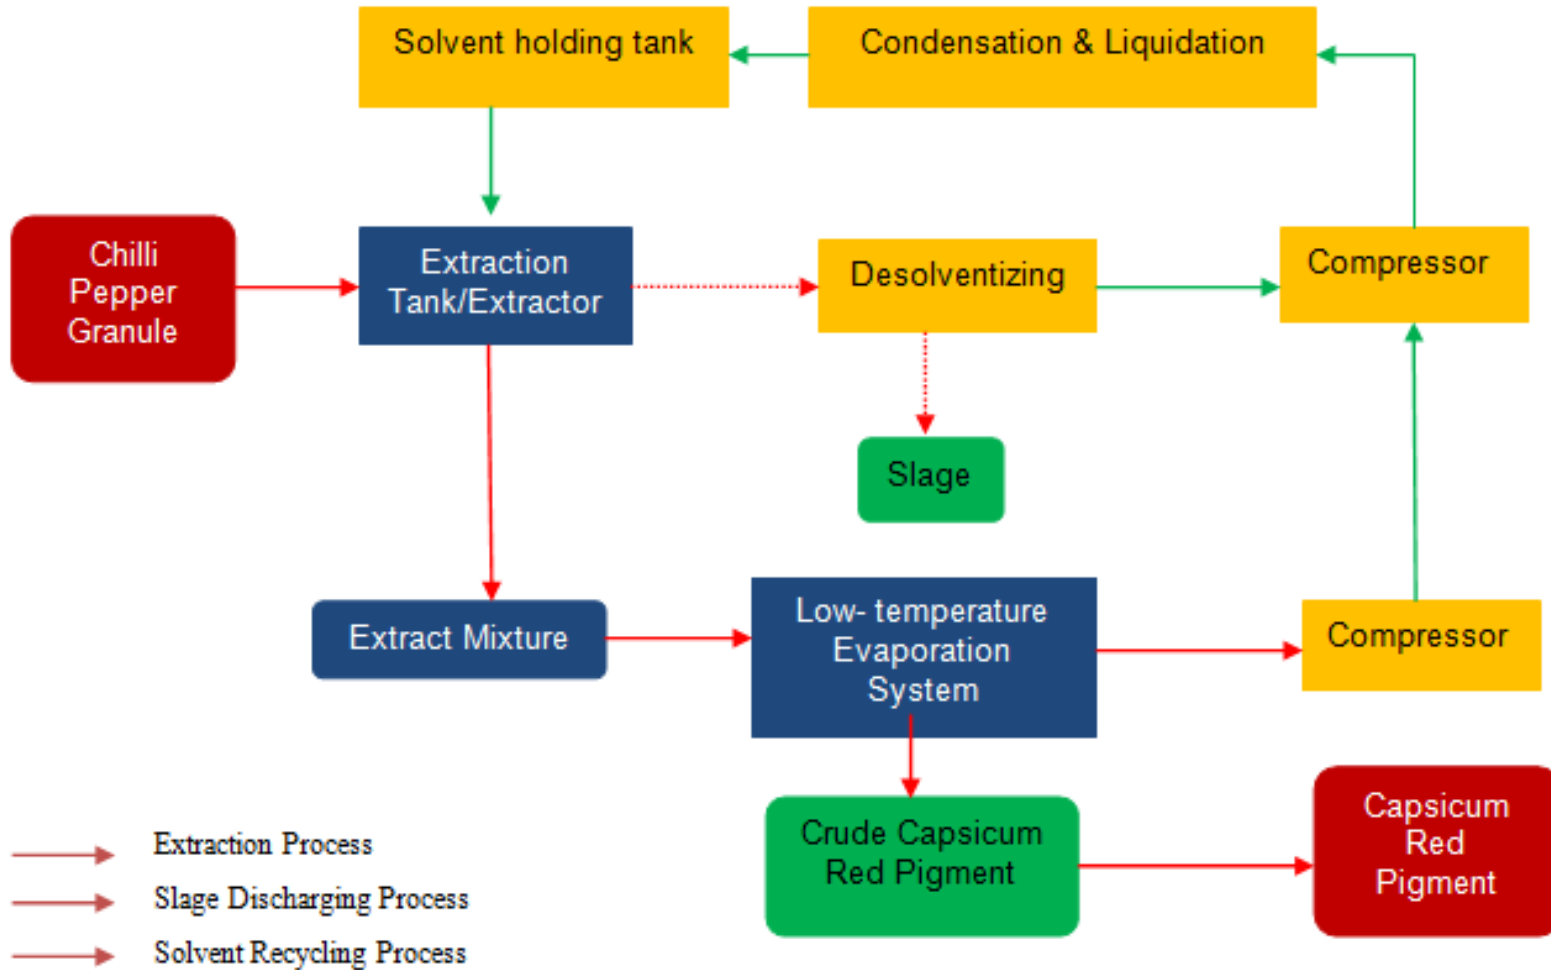 Solvent holding tank
Condensation & Liquidation
Chilli
Pepper
Granule
Extraction
Tank/Extractor
Desolventizing
Compressor
Slage
Extract Mixture
Low- temperature
Evaporation
System
Compressor
Crude Capsicum
Red Pigment
Capsicum
Red
Pigment
Extraction Process
Slage Discharging Process
Solvent Recycling Process